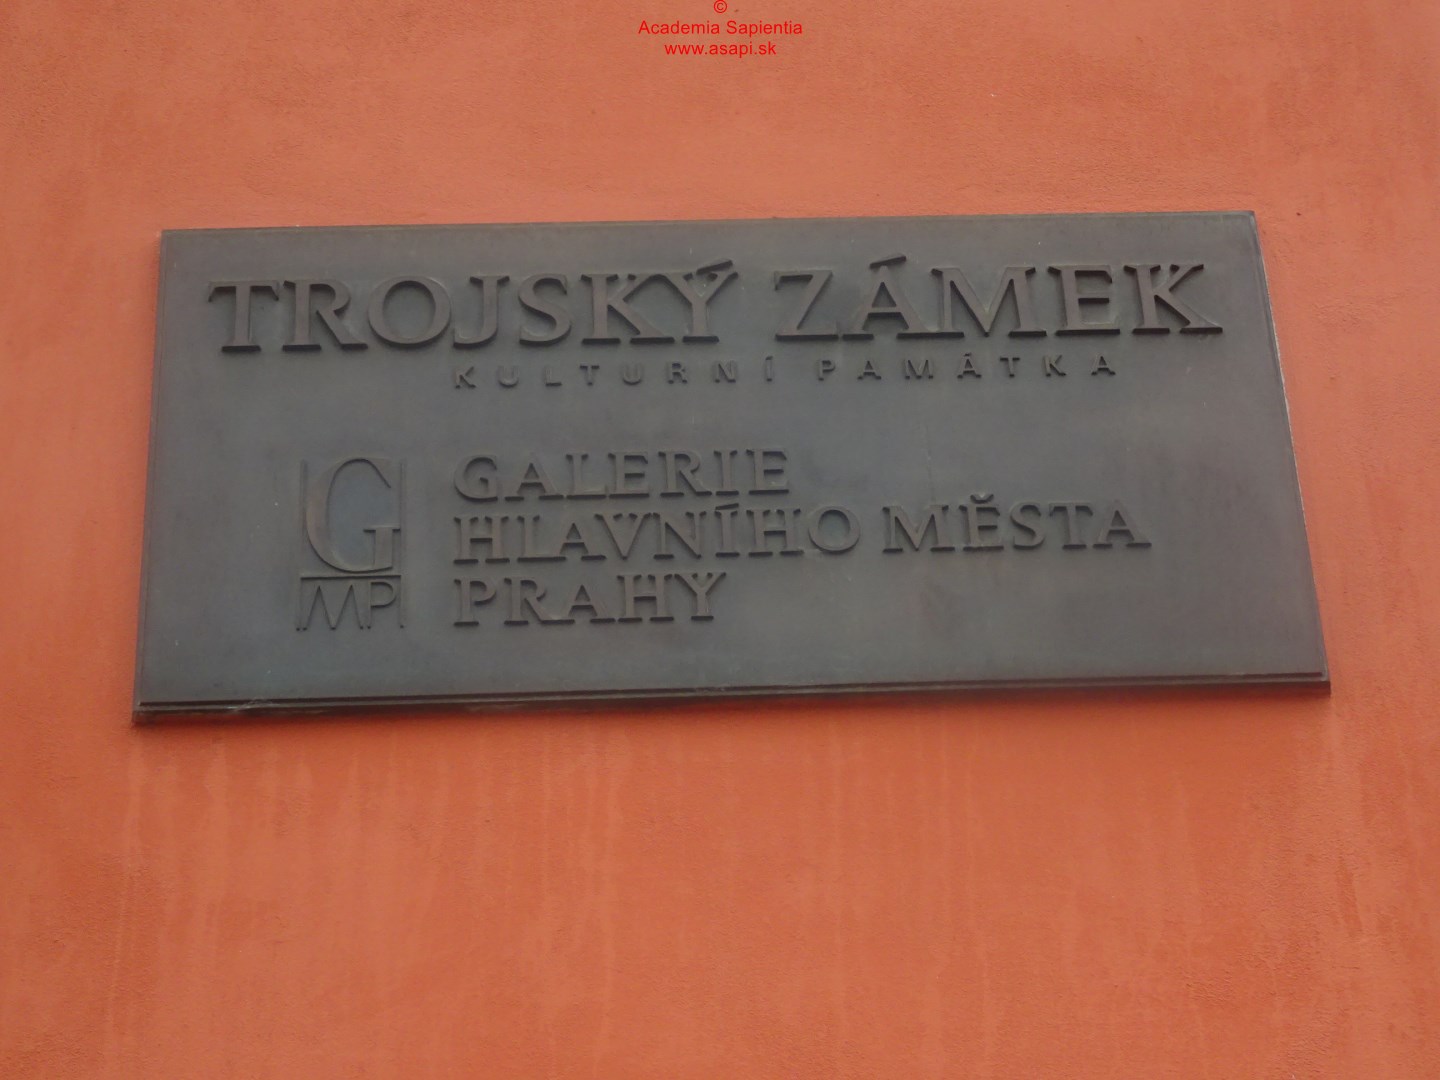 ©
Academia Sapientia
www.asapi.sk
TROJSKÝ ZÁMEK
KULTURNÍ PAMÁTKA
G
MP
GALERIE
HLAVNÍHO MĚSTA
PRAHY